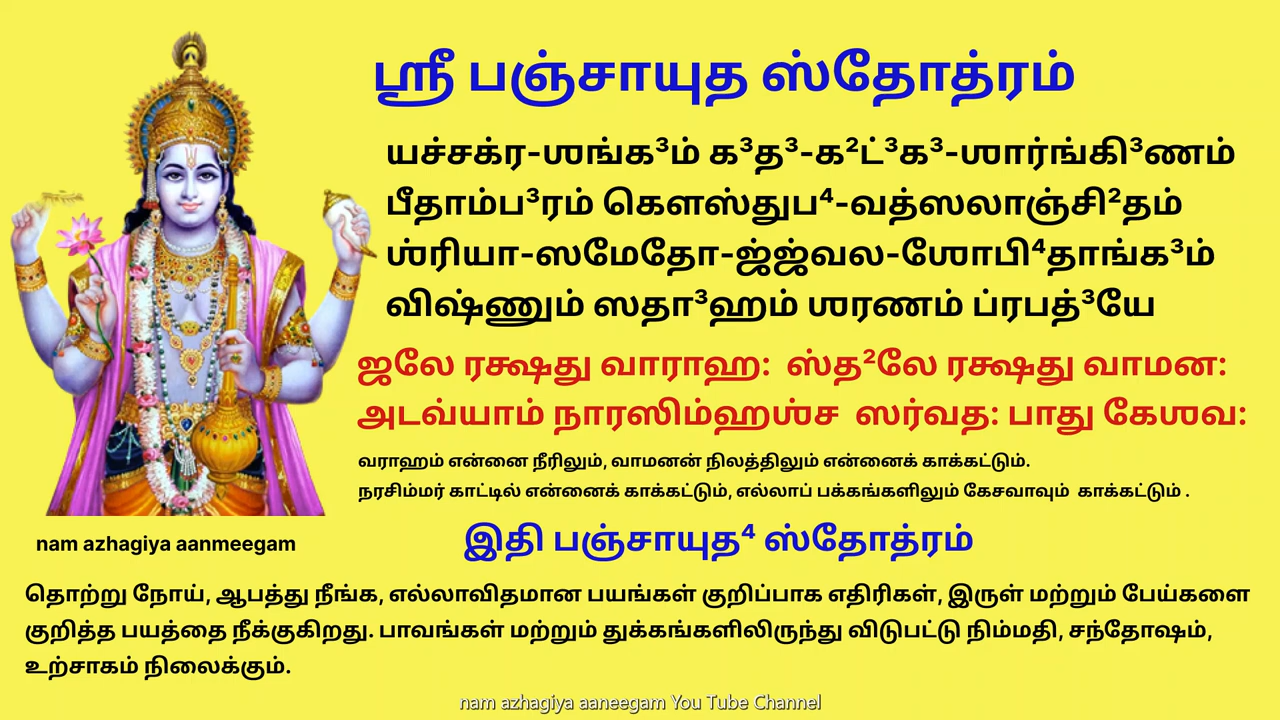 ஸ்ரீ பஞ்சாயுத ஸ்தோத்ரம்
யச்சக்ர-ஶங்க³ம் க³த³-க²ட்³க³-ஶார்ங்கி³ணம்
பீதாம்ப³ரம் கௌஸ்துப⁴-வத்ஸலாஞ்சி²தம்
ஶ்ரியா-ஸமேதோ-ஜ்ஜ்வல-ஶோபி⁴தாங்க³ம்
விஷ்ணும் ஸதா³ஹம் ஶரணம் ப்ரபத்³யே
ஜலே ரக்ஷது வாராஹ: ஸ்த²லே ரக்ஷது வாமன:
அடவ்யாம் நாரஸிம்ஹஶ்ச ஸர்வத: பாது கேஶவ:
வராஹம் என்னை நீரிலும், வாமனன் நிலத்திலும் என்னைக் காக்கட்டும்.
நரசிம்மர் காட்டில் என்னைக் காக்கட்டும், எல்லாப் பக்கங்களிலும் கேசவாவும் காக்கட்டும் .
இதி பஞ்சாயுத⁴ ஸ்தோத்ரம்
nam azhagiya aanmeegam
தொற்று நோய், ஆபத்து நீங்க, எல்லாவிதமான பயங்கள் குறிப்பாக எதிரிகள், இருள் மற்றும் பேய்களை
குறித்த பயத்தை நீக்குகிறது. பாவங்கள் மற்றும் துக்கங்களிலிருந்து விடுபட்டு நிம்மதி, சந்தோஷம்,
உற்சாகம் நிலைக்கும்.
nam azhagiya aaneegam You Tube Channel